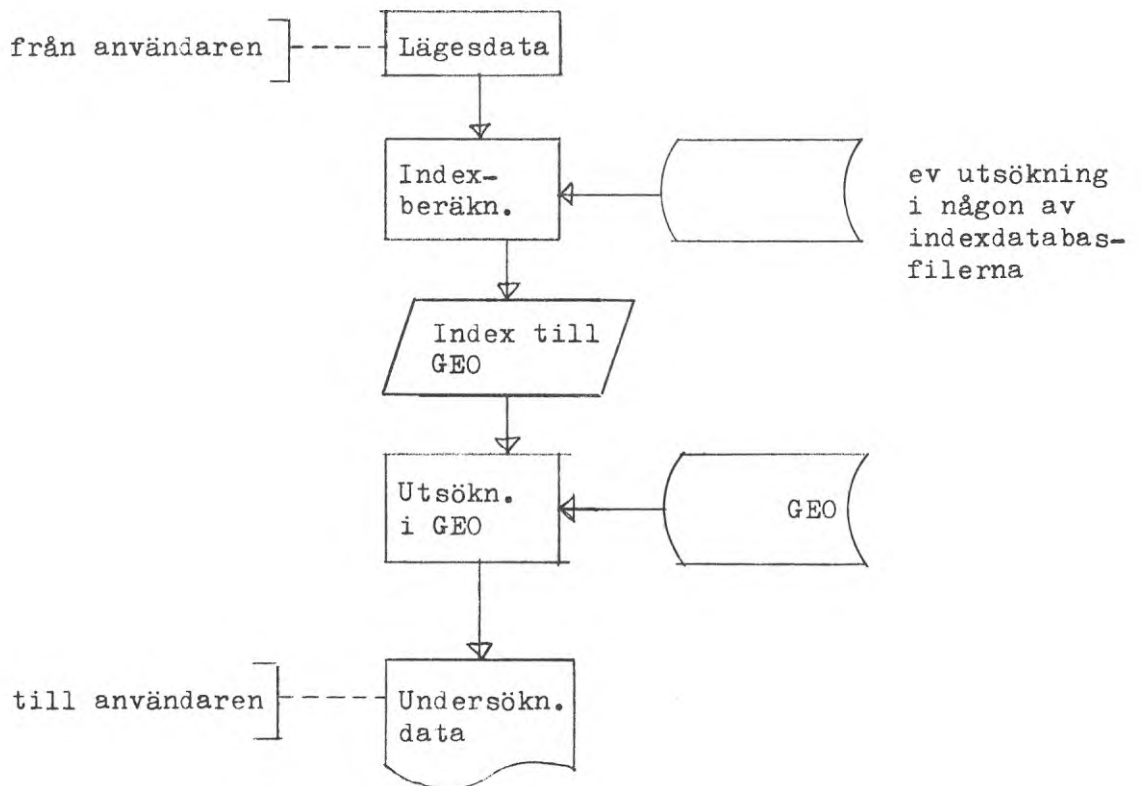 från användaren
Lägesdata
Index-
beräkn.
ev utsökning
i någon av
indexdatabas-
filerna
Index till
GEO
Utsökn.
i GEO
GEO
till användaren
Undersökn.
data